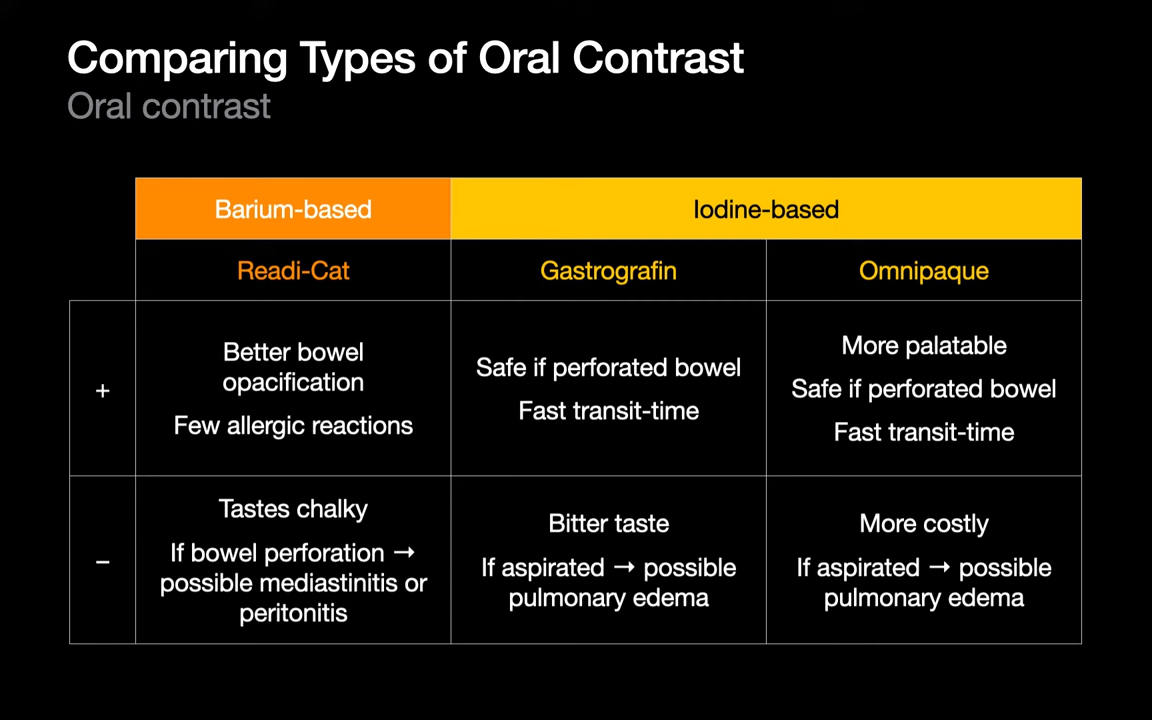 Comparing Types of Oral Contrast
Oral contrast
Barium-based
Iodine-based
Readi-Cat
Gastrografin
Omnipaque
+
Better bowel
opacification
Few allergic reactions
Safe if perforated bowel
Fast transit-time
More palatable
Safe if perforated bowel
Fast transit-time
–
Tastes chalky
If bowel perforation →
possible mediastinitis or
peritonitis
Bitter taste
If aspirated → possible
pulmonary edema
More costly
If aspirated → possible
pulmonary edema